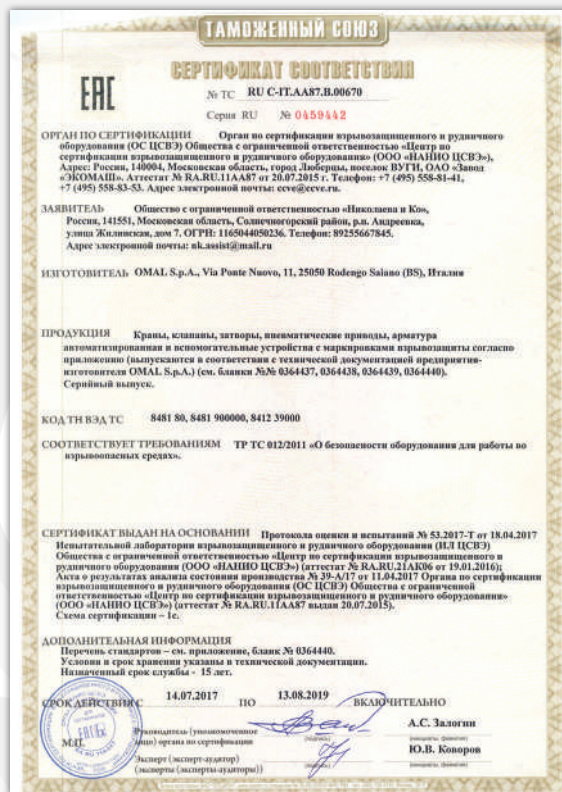 ТАМОЖЕННЫЙ СОЮЗ
СЕРТИФИКАТ СООТВЕТСТВИЯ
EAC
№ ТС RU C-IT.AA87.B.00670
Серия RU № 0459442
ОРГАН ПО СЕРТИФИКАЦИИ Орган по сертификации взрывозащищенного и рудничного
оборудования (ОС ЦСВЭ) Общества с ограниченной ответственностью «Центр по
сертификации взрывозащищенного и рудничного оборудования» (ООО «НАНИО ЦСВЭ»),
Адрес: Россия, 140004, Московская область, город Люберцы, поселок ВУГИ, ОАО «Завод
«ЭКОМАШ». Аттестат № RA.RU.11АА87 от 20.07.2015 г. Телефон: +7 (495) 558-81-41,
+7 (495) 558-83-53. Адрес электронной почты: ccve@ccve.ru.
ЗАЯВИТЕЛЬ Общество с ограниченной ответственностью «Николаева и Ко»,
Россия, 141551, Московская область, Солнечногорский район, р.п. Андреевка,
улица Жилинская, дом 7. ОГРН: 1165044050236. Телефон: 89255667845.
Адрес электронной почты: nk.assist@mail.ru
ИЗГОТОВИТЕЛЬ OMAL S.p.A., Via Ponte Nuovo, 11, 25050 Rodengo Saiano (BS), Италия
ПРОДУКЦИЯ Краны, клапаны, затворы, пневматические приводы, арматура
автоматизированная и вспомогательные устройства с маркировками взрывозащиты согласно
приложению (выпускаются в соответствии с технической документацией предприятия-
изготовителя OMAL S.p.A.) (см. бланки №№ 0364437, 0364438, 0364439, 0364440).
Серийный выпуск.
КОД ТН ВЭД ТС 8481 80, 8481 900000, 8412 39000
СООТВЕТСТВУЕТ ТРЕБОВАНИЯМ ТР ТС 012/2011 «О безопасности оборудования для работы во
взрывоопасных средах».
СЕРТИФИКАТ ВЫДАН НА ОСНОВАНИИ Протокола оценки и испытаний № 53.2017-Т от 18.04.2017
Испытательной лаборатории взрывозащищенного и рудничного оборудования (ИЛ ЦСВЭ)
Общества с ограниченной ответственностью «Центр по сертификации взрывозащищенного и
рудничного оборудования (ООО «НАНИО ЦСВЭ») (аттестат № RA.RU.21АК06 от 19.01.2016);
Акта о результатах анализа состояния производства № 39-А/17 от 11.04.2017 Органа по сертификации
взрывозащищенного и рудничного оборудования (ОС ЦСВЭ) Общества с ограниченной
ответственностью «Центр по сертификации взрывозащищенного и рудничного оборудования»
(ООО «НАНИО ЦСВЭ») (аттестат № RA.RU.11АА87 выдан 20.07.2015).
Схема сертификации – 1с.
ДОПОЛНИТЕЛЬНАЯ ИНФОРМАЦИЯ
Перечень стандартов – см. приложение, бланк № 0364440.
Условия и срок хранения указаны в технической документации.
Назначенный срок службы - 15 лет.
СРОК ДЕЙСТВИЯ С 14.07.2017 ПО 13.08.2019 ВКЛЮЧИТЕЛЬНО
М.П.
Руководитель (уполномоченное
лицо) органа по сертификации
(подпись)
А.С. Залогин
(инициалы, фамилия)
Эксперт (эксперт-аудитор)
(эксперты (эксперты-аудиторы))
(подпись)
Ю.В. Коворов
(инициалы, фамилия)